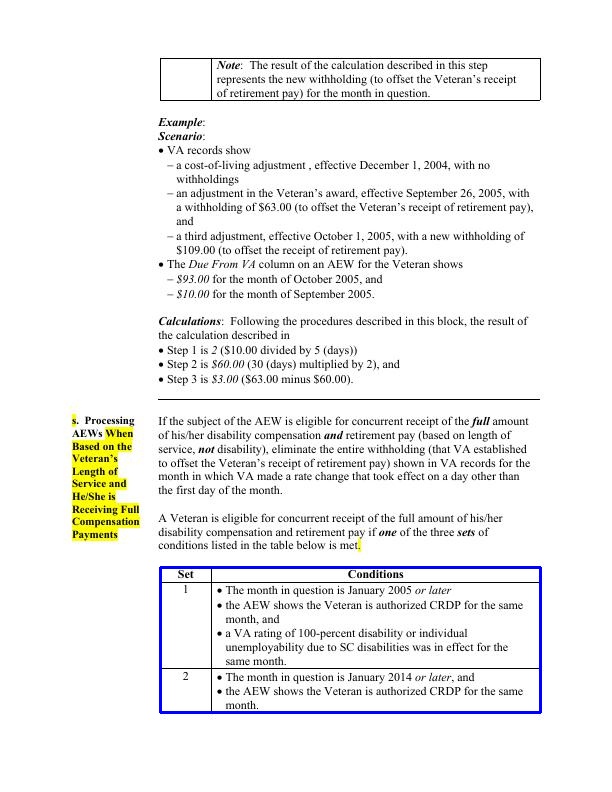 Note: The result of the calculation described in this step
represents the new withholding (to offset the Veteran's receipt
of retirement pay) for the month in question.
Example:
Scenario:
• VA records show
− a cost-of-living adjustment , effective December 1, 2004, with no
withholdings
− an adjustment in the Veteran's award, effective September 26, 2005, with
a withholding of $63.00 (to offset the Veteran's receipt of retirement pay),
and
− a third adjustment, effective October 1, 2005, with a new withholding of
$109.00 (to offset the receipt of retirement pay).
• The Due From VA column on an AEW for the Veteran shows
− $93.00 for the month of October 2005, and
− $10.00 for the month of September 2005.
Calculations: Following the procedures described in this block, the result of
the calculation described in
• Step 1 is 2 ($10.00 divided by 5 (days))
• Step 2 is $60.00 (30 (days) multiplied by 2), and
• Step 3 is $3.00 ($63.00 minus $60.00).
s. Processing
AEWs When
Based on the
Veteran's
Length of
Service and
He/She is
Receiving Full
Compensation
Payments
If the subject of the AEW is eligible for concurrent receipt of the full amount
of his/her disability compensation and retirement pay (based on length of
service, not disability), eliminate the entire withholding (that VA established
to offset the Veteran's receipt of retirement pay) shown in VA records for the
month in which VA made a rate change that took effect on a day other than
the first day of the month.
A Veteran is eligible for concurrent receipt of the full amount of his/her
disability compensation and retirement pay if one of the three sets of
conditions listed in the table below is met.
Set Conditions
1 • The month in question is January 2005 or later
• the AEW shows the Veteran is authorized CRDP for the same
month, and
• a VA rating of 100-percent disability or individual
unemployability due to SC disabilities was in effect for the
same month.
2 • The month in question is January 2014 or later, and
• the AEW shows the Veteran is authorized CRDP for the same
month.